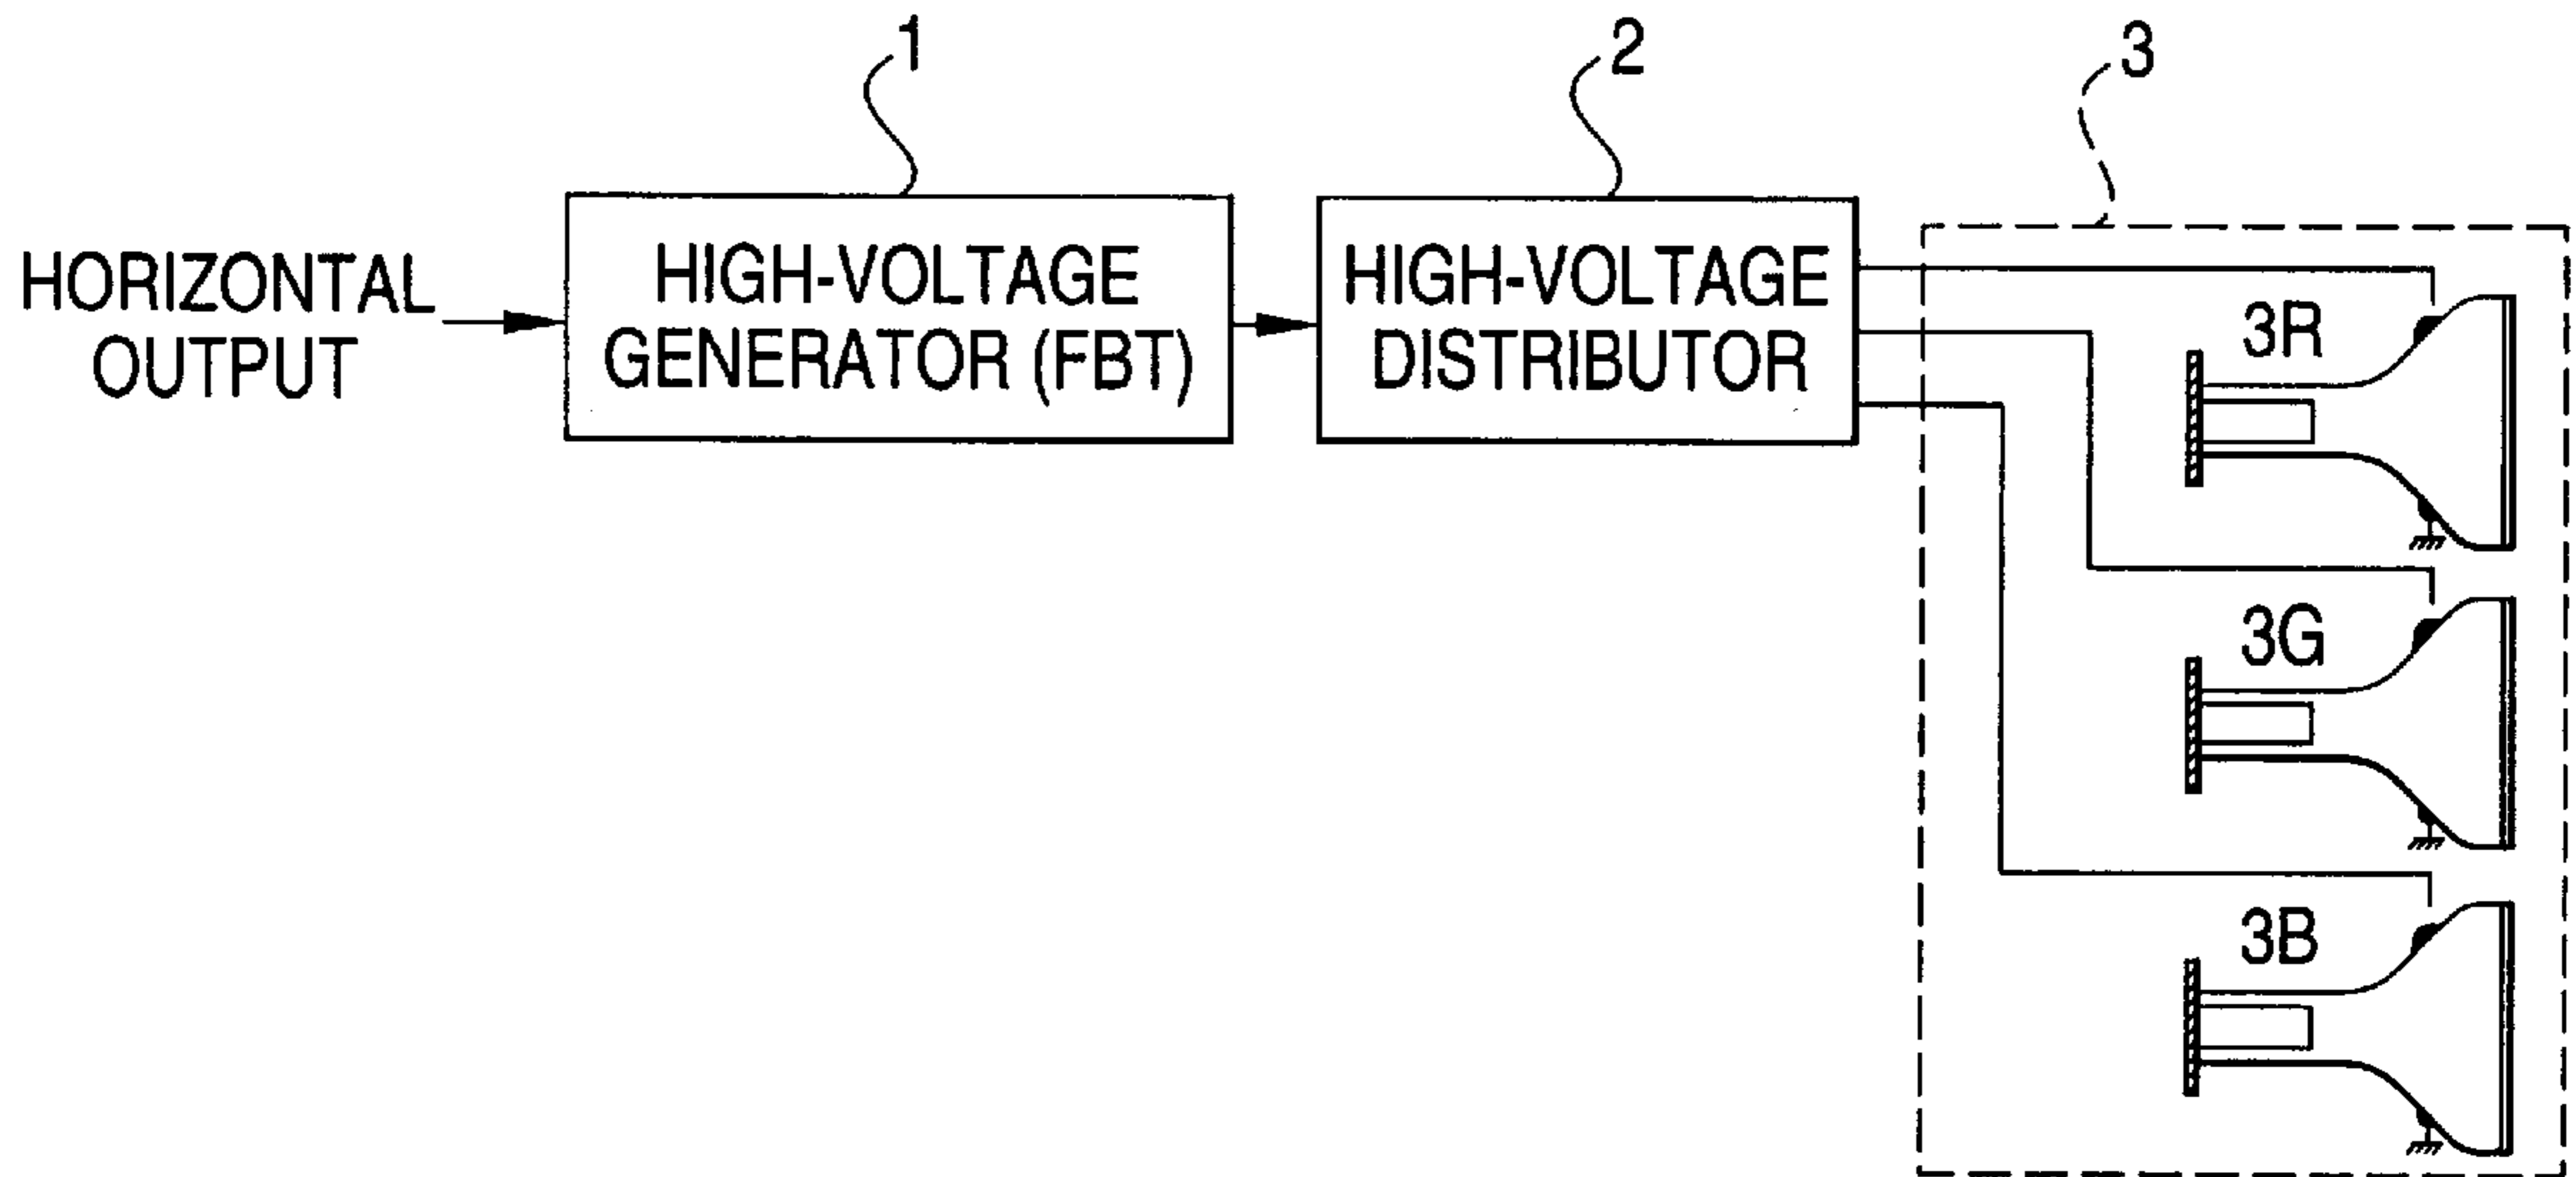 1
2
3
HORIZONTAL
OUTPUT
HIGH-VOLTAGE
GENERATOR (FBT)
HIGH-VOLTAGE
DISTRIBUTOR
3R
3G
3B